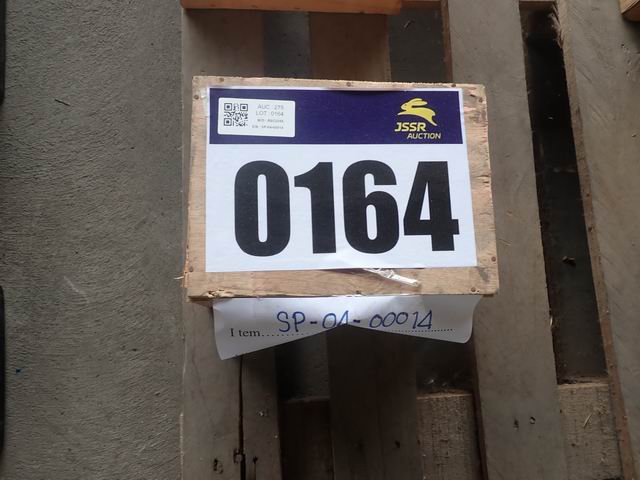 AUC : 275
LOT : 0164
JSSR
AUCTION
0164
Item......SP-04-00014